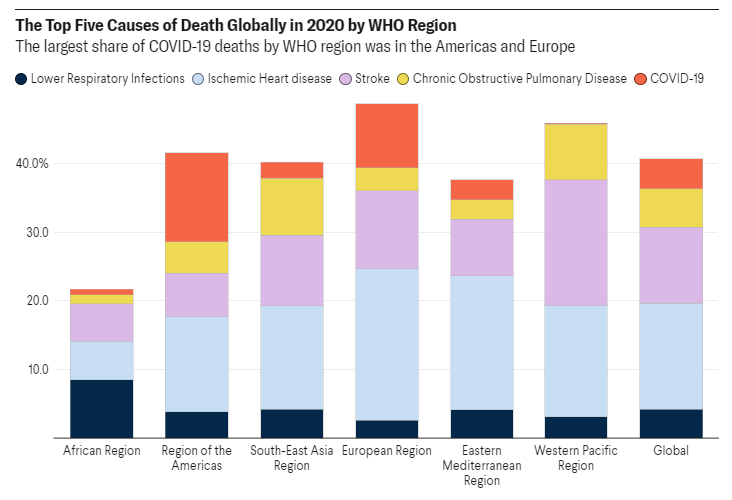 The Top Five Causes of Death Globally in 2020 by WHO Region
The largest share of COVID-19 deaths by WHO region was in the Americas and Europe
Lower Respiratory Infections Ischemic Heart disease Stroke Chronic Obstructive Pulmonary Disease COVID-19
40.0%
30.0
20.0
10.0
African Region
Region of the
Americas
South-East Asia
Region
European Region
Eastern
Mediterranean
Region
Western Pacific
Region
Global